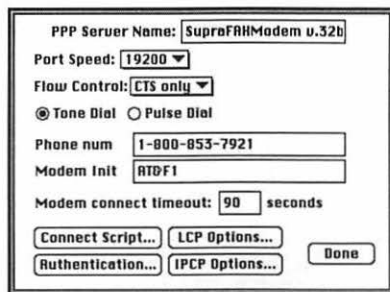 PPP Server Name: SupraFAXModem v.32b
Port Speed: 19200
Flow Control: CTS only
Tone Dial Pulse Dial
Phone num 1-800-853-7921
Modem Init AT&F1
Modem connect timeout: 90 seconds
Connect Script... LCP Options...
Authentication... IPCP Options... Done